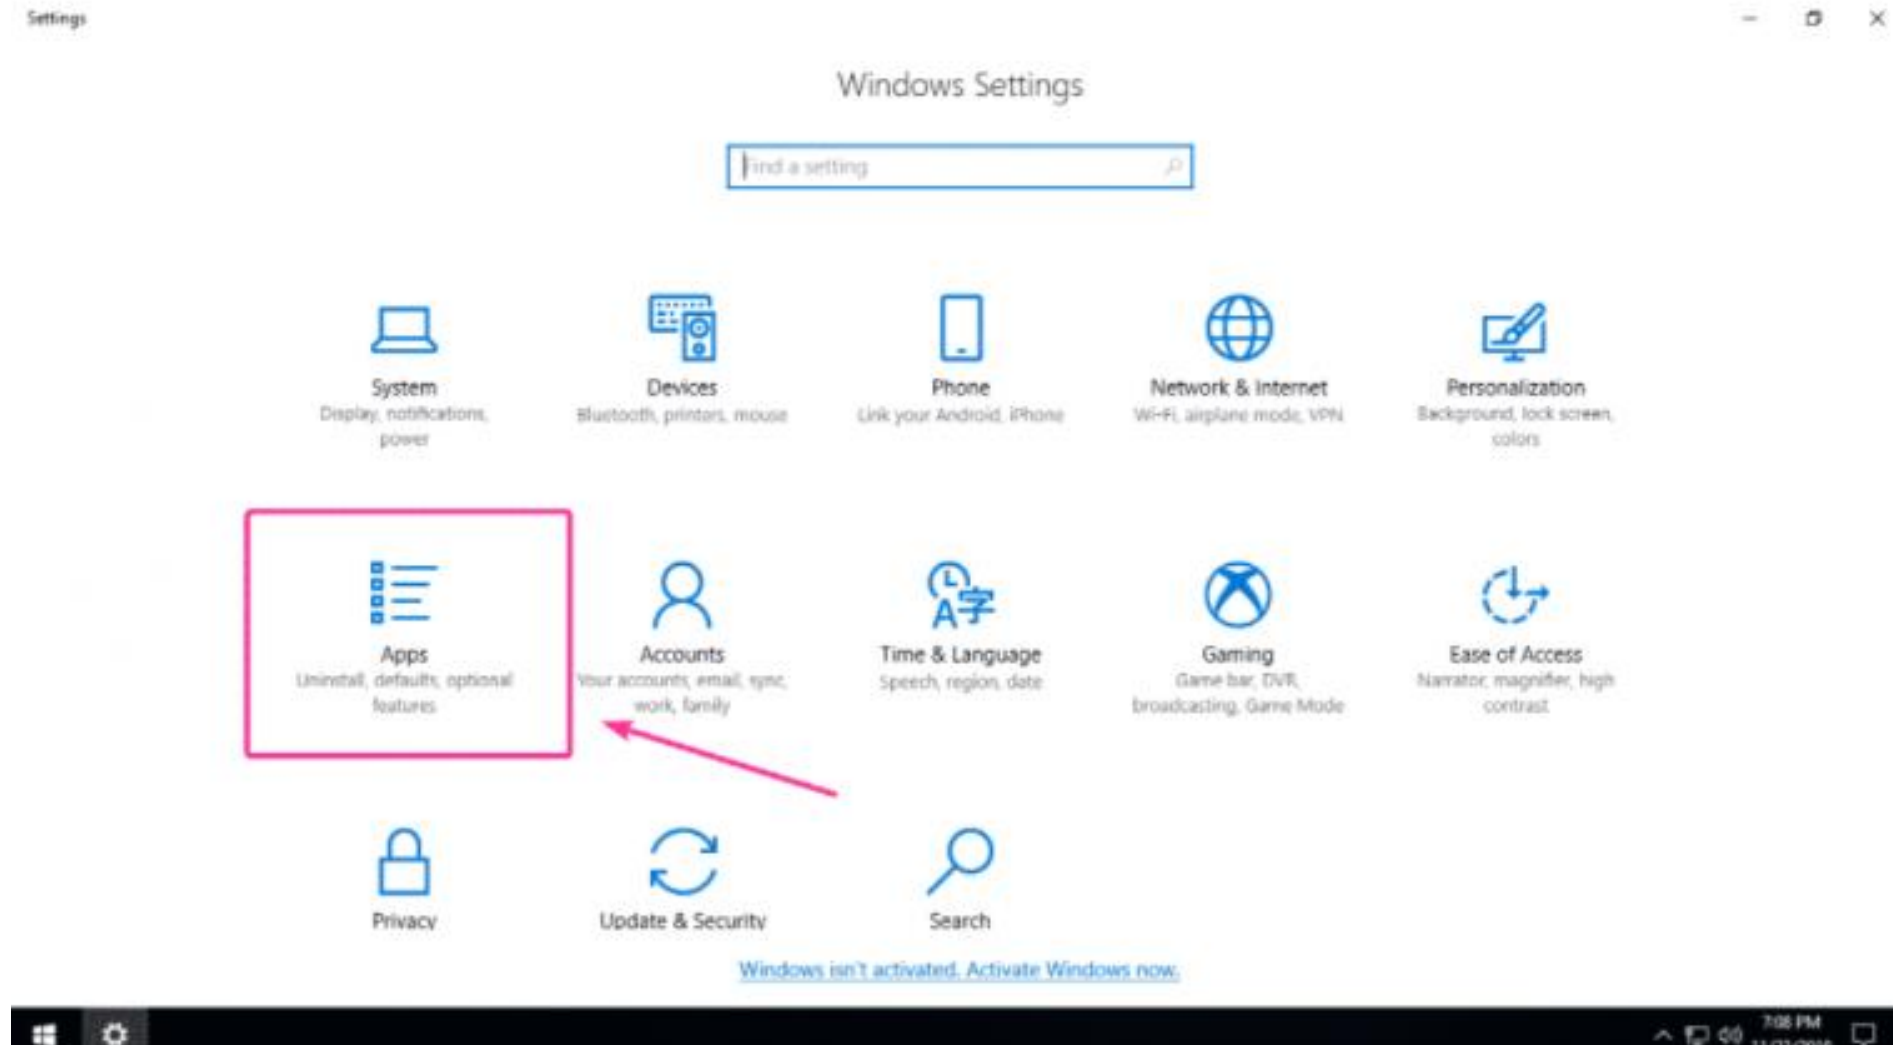 Settings
Windows Settings
Find a setting
System
Display, notifications,
power
Devices
Bluetooth, printers, mouse
Phone
Link your Android, iPhone
Network & Internet
Wi-Fi, airplane mode, VPN
Personalization
Background, lock screen,
colors
Apps
Uninstall, defaults, optional
features
Accounts
Your accounts, email, sync,
work, family
Time & Language
Speech, region, date
Gaming
Game bar, DVR,
broadcasting, Game Mode
Ease of Access
Narrator, magnifier, high
contrast
Privacy
Update & Security
Search
Windows isn't activated. Activate Windows now.
7:08 PM